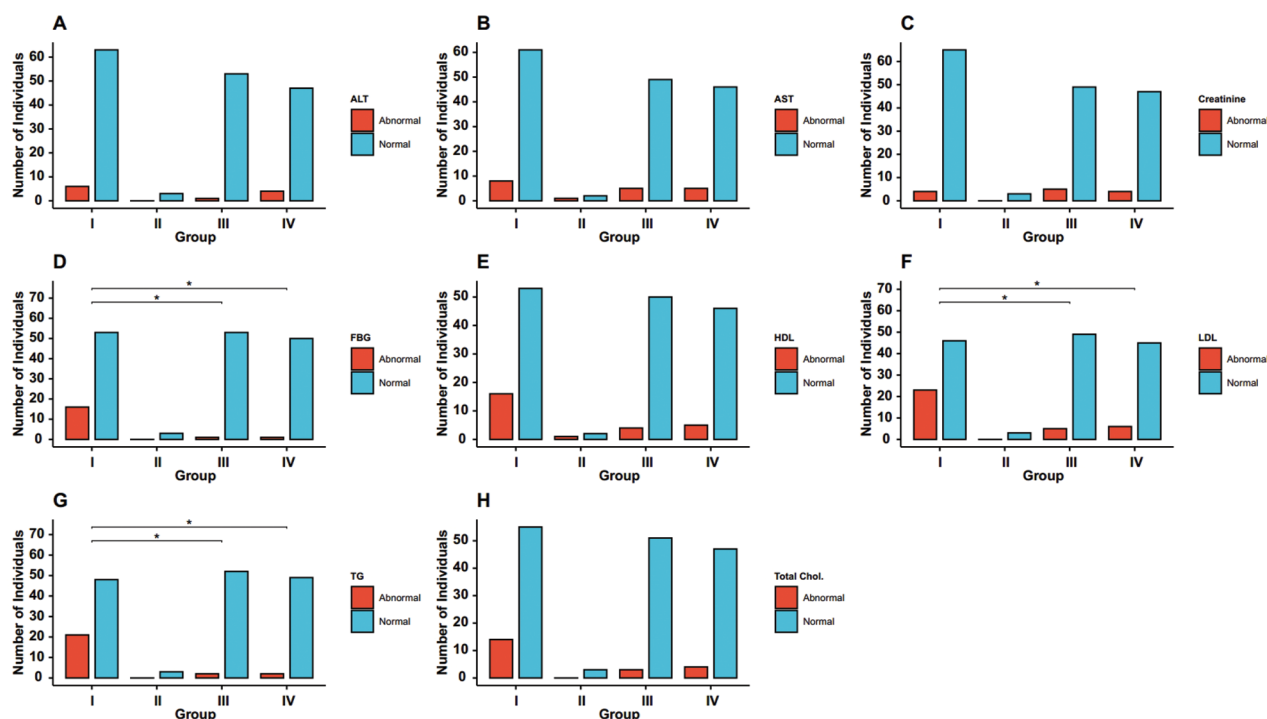 A
Number of Individuals
60
50
40
30
20
10
0
I II III IV
Group
ALT
Abnormal
Normal
B
Number of Individuals
60
50
40
30
20
10
0
I II III IV
Group
AST
Abnormal
Normal
C
Number of Individuals
60
50
40
30
20
10
0
I II III IV
Group
Creatinine
Abnormal
Normal
D
Number of Individuals
70
60
50
40
30
20
10
0
*
*
I II III IV
Group
FBG
Abnormal
Normal
E
Number of Individuals
50
40
30
20
10
0
I II III IV
Group
HDL
Abnormal
Normal
F
Number of Individuals
70
60
50
40
30
20
10
0
*
*
I II III IV
Group
LDL
Abnormal
Normal
G
Number of Individuals
70
60
50
40
30
20
10
0
*
*
I II III IV
Group
TG
Abnormal
Normal
H
Number of Individuals
50
40
30
20
10
0
I II III IV
Group
Total Chol.
Abnormal
Normal